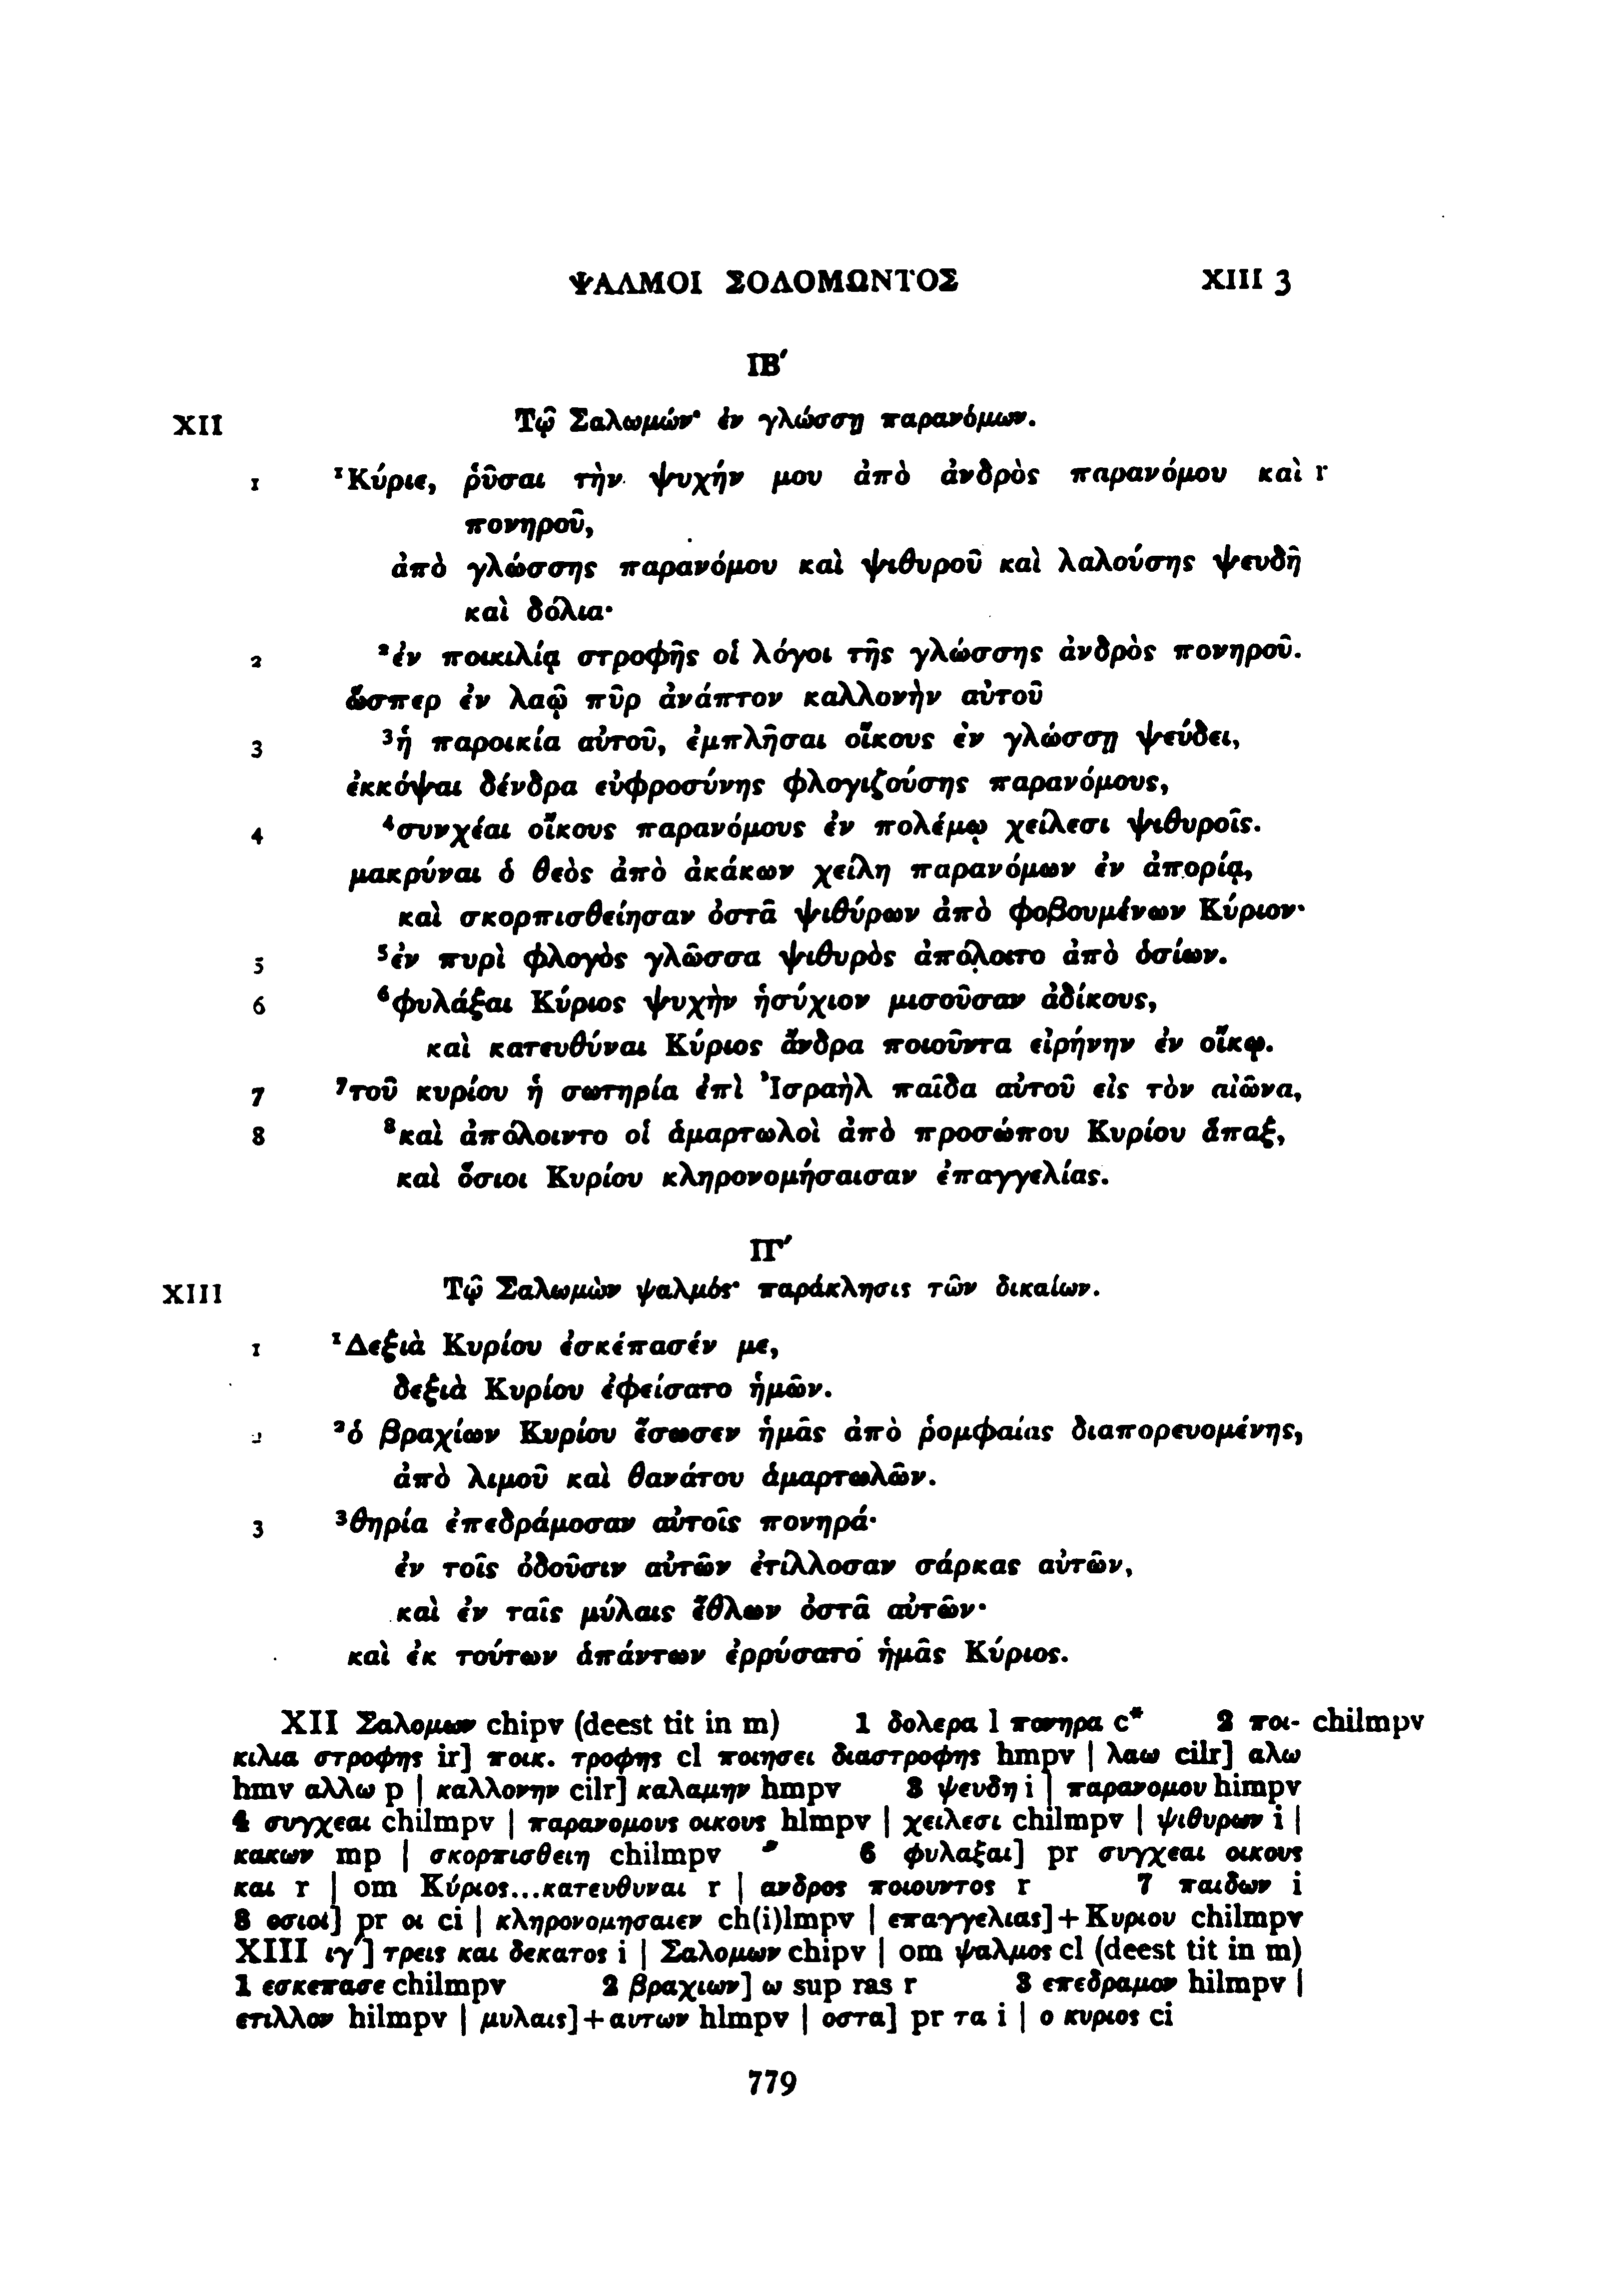 ΨΑΛΜΟΙ ΣΟΛΟΜΩΝΤΟΣ XIII 3
ΙΒ′
XII Τῷ Σαλωμών· ἐν γλώσσῃ παρανόμων.
1 ¹Κύριε, ῥῦσαι τὴν ψυχήν μου ἀπὸ ἀνδρὸς παρανόμου καὶ r
πονηροῦ,
ἀπὸ γλώσσης παρανόμου καὶ ψιθυροῦ καὶ λαλούσης ψευδῆ
καὶ δόλια·
2 ²ἐν ποικιλίᾳ στροφῆς οἱ λόγοι τῆς γλώσσης ἀνδρὸς πονηροῦ.
ὥσπερ ἐν λαῷ πῦρ ἀνάπτον καλλονὴν αὐτοῦ
3 ³ἡ παροικία αὐτοῦ, ἐμπλῆσαι οἴκους ἐν γλώσσῃ ψεύδει,
ἐκκόψαι δένδρα εὐφροσύνης φλογιζούσης παρανόμους,
4 ⁴συνχέαι οἴκους παρανόμους ἐν πολέμῳ χείλεσι ψιθυροῖς.
μακρύναι ὁ θεὸς ἀπὸ ἀκάκων χείλη παρανόμων ἐν ἀπορίᾳ,
καὶ σκορπισθείησαν ὀστᾶ ψιθύρων ἀπὸ φοβουμένων Κύριον·
5 ⁵ἐν πυρὶ φλογὸς γλῶσσα ψιθυρὸς ἀπόλοιτο ἀπὸ ὁσίων.
6 ⁶φυλάξαι Κύριος ψυχὴν ἡσύχιον μισοῦσαν ἀδίκους,
καὶ κατευθύναι Κύριος ἄνδρα ποιοῦντα εἰρήνην ἐν οἴκῳ.
7 ⁷τοῦ κυρίου ἡ σωτηρία ἐπὶ Ἰσραὴλ παῖδα αὐτοῦ εἰς τὸν αἰῶνα,
8 ⁸καὶ ἀπόλοιντο οἱ ἁμαρτωλοὶ ἀπὸ προσώπου Κυρίου ἅπαξ,
καὶ ὅσιοι Κυρίου κληρονομήσαισαν ἐπαγγελίας.
ΙΓ′
XIII Τῷ Σαλωμὼν ψαλμός· παράκλησις τῶν δικαίων.
1 ¹Δεξιὰ Κυρίου ἐσκέπασέν με,
δεξιὰ Κυρίου ἐφείσατο ἡμῶν.
2 ²ὁ βραχίων Κυρίου ἔσωσεν ἡμᾶς ἀπὸ ῥομφαίας διαπορευομένης,
ἀπὸ λιμοῦ καὶ θανάτου ἁμαρτωλῶν.
3 ³θηρία ἐπεδράμοσαν αὐτοῖς πονηρά·
ἐν τοῖς ὀδοῦσιν αὐτῶν ἐτίλλοσαν σάρκας αὐτῶν,
καὶ ἐν ταῖς μύλαις ἔθλων ὀστᾶ αὐτῶν·
καὶ ἐκ τούτων ἁπάντων ἐρρύσατο ἡμᾶς Κύριος.
XII Σαλομων chipv (deest tit in m) 1 δολερα l πονηρα c* 2 ποι- chilmpv
κιλια στροφης ir] ποικ. τροφης cl ποιησει διαστροφης hmpv | λαω cilr] αλω
hmv αλλω p | καλλονην cilr] καλαμην hmpv 3 ψευδη i | παρανομου himpv
4 συγχεαι chilmpv | παρανομους οικους hlmpv | χειλεσι chilmpv | ψιθυρων i |
κακων mp | σκορπισθειη chilmpv 6 φυλαξαι] pr συγχεαι οικους
και r | om Κύριος...κατευθυναι r | ανδρος ποιουντος r 7 παιδων i
8 οσιοι] pr οι ci | κληρονομησαιεν ch(i)lmpv | επαγγελιας]+Κυριου chilmpv
XIII ιγ′] τρεις και δεκατος i | Σαλομων chipv | om ψαλμος cl (deest tit in m)
1 εσκεπασε chilmpv 2 βραχιων] ω sup ras r 3 επεδραμον hilmpv |
ετιλλον hilmpv | μυλαις]+αυτων hlmpv | οστα] pr τα i | ο κυριος ci
779